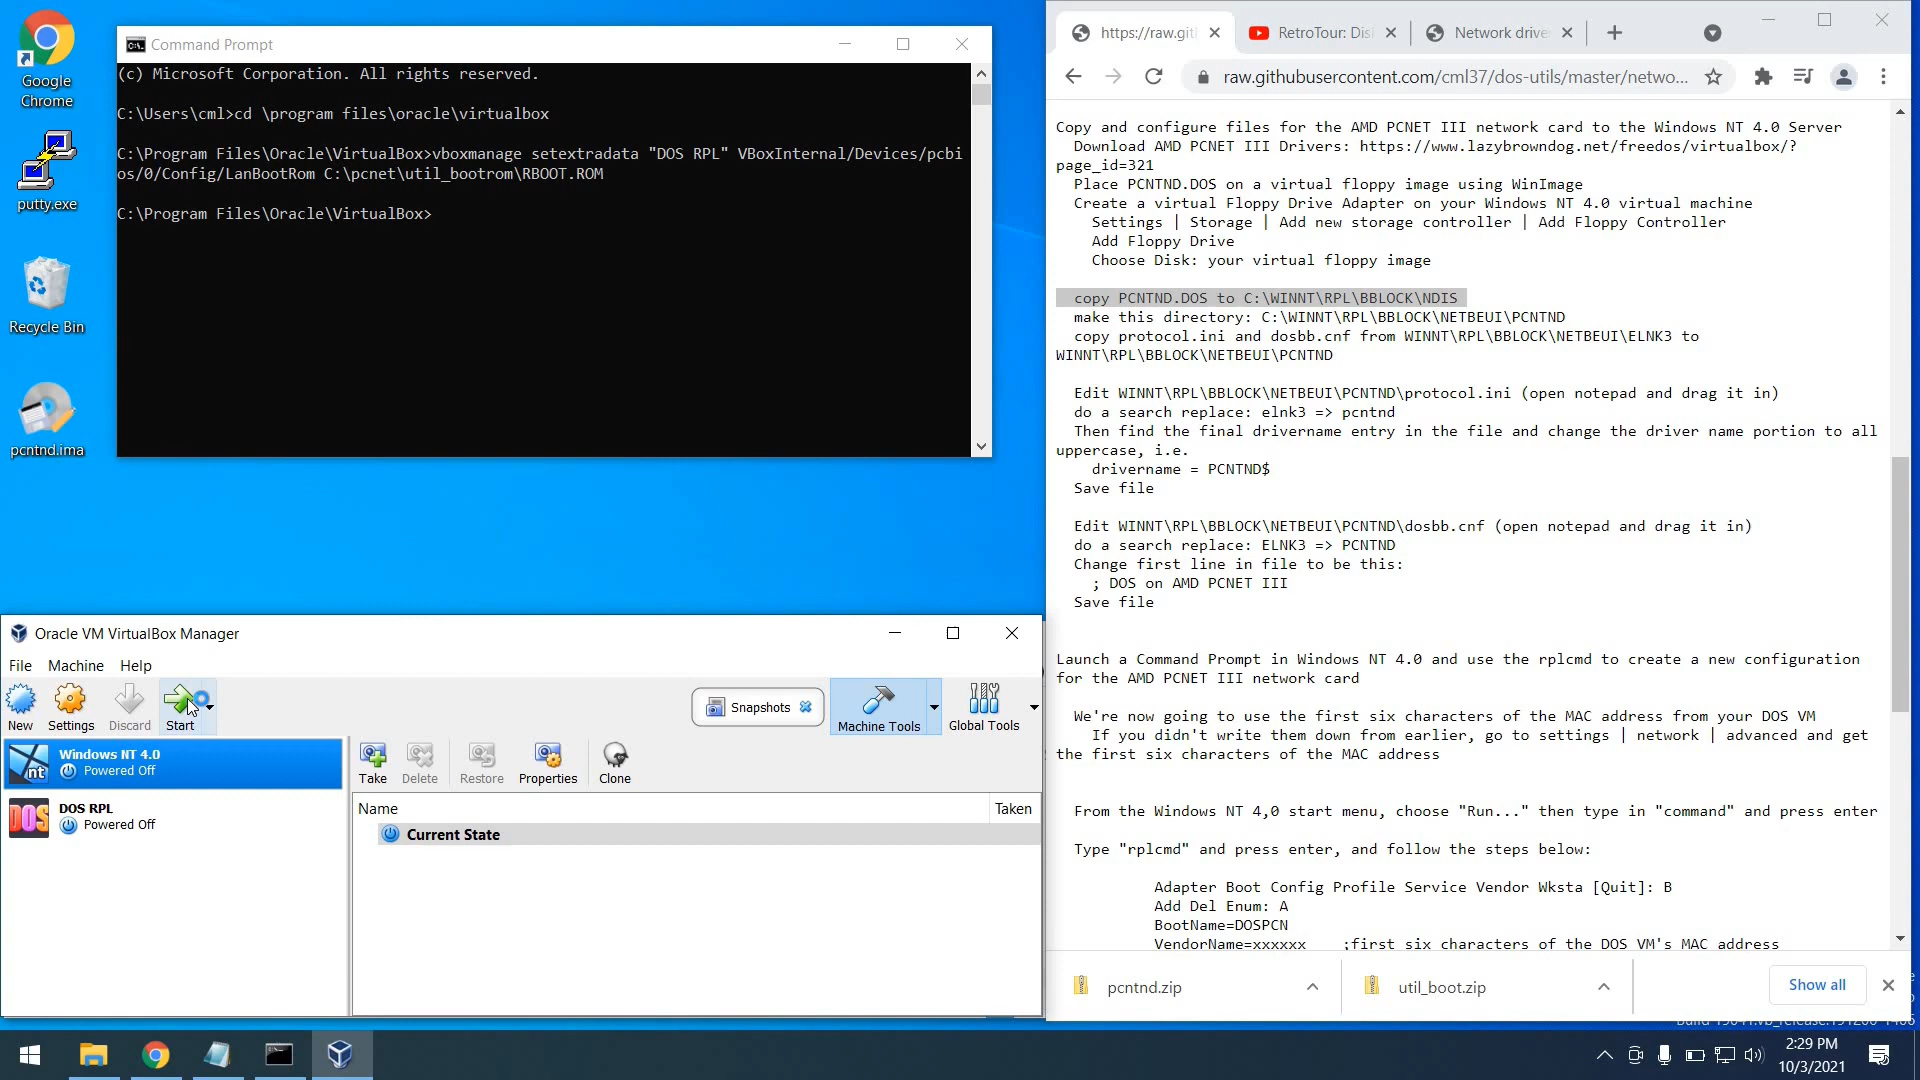 Google
Chrome
putty.exe
Recycle Bin
pcntnd.ima
Command Prompt
(c) Microsoft Corporation. All rights reserved.
C:\Users\cml>cd \program files\oracle\virtualbox
C:\Program Files\Oracle\VirtualBox>vboxmanage setextradata "DOS RPL" VBoxInternal/Devices/pcbi
os/0/Config/LanBootRom C:\pcnet\util_bootrom\RBOOT.ROM
C:\Program Files\Oracle\VirtualBox>
Oracle VM VirtualBox Manager
File Machine Help
New Settings Discard Start
Snapshots
Machine Tools
Global Tools
Windows NT 4.0
Powered Off
DOS RPL
Powered Off
Take Delete Restore Properties Clone
Name Taken
Current State
https://raw.git
RetroTour: Dis
Network drive
raw.githubusercontent.com/cml37/dos-utils/master/netwo...
Copy and configure files for the AMD PCNET III network card to the Windows NT 4.0 Server
Download AMD PCNET III Drivers: https://www.lazybrowndog.net/freedos/virtualbox/?
page_id=321
Place PCNTND.DOS on a virtual floppy image using WinImage
Create a virtual Floppy Drive Adapter on your Windows NT 4.0 virtual machine
Settings | Storage | Add new storage controller | Add Floppy Controller
Add Floppy Drive
Choose Disk: your virtual floppy image
copy PCNTND.DOS to C:\WINNT\RPL\BBLOCK\NDIS
make this directory: C:\WINNT\RPL\BBLOCK\NETBEUI\PCNTND
copy protocol.ini and dosbb.cnf from WINNT\RPL\BBLOCK\NETBEUI\ELNK3 to
WINNT\RPL\BBLOCK\NETBEUI\PCNTND
Edit WINNT\RPL\BBLOCK\NETBEUI\PCNTND\protocol.ini (open notepad and drag it in)
do a search replace: elnk3 => pcntnd
Then find the final drivername entry in the file and change the driver name portion to all
uppercase, i.e.
drivername = PCNTND$
Save file
Edit WINNT\RPL\BBLOCK\NETBEUI\PCNTND\dosbb.cnf (open notepad and drag it in)
do a search replace: ELNK3 => PCNTND
Change first line in file to be this:
; DOS on AMD PCNET III
Save file
Launch a Command Prompt in Windows NT 4.0 and use the rplcmd to create a new configuration
for the AMD PCNET III network card
We're now going to use the first six characters of the MAC address from your DOS VM
If you didn't write them down from earlier, go to settings | network | advanced and get
the first six characters of the MAC address
From the Windows NT 4,0 start menu, choose "Run..." then type in "command" and press enter
Type "rplcmd" and press enter, and follow the steps below:
Adapter Boot Config Profile Service Vendor Wksta [Quit]: B
Add Del Enum: A
BootName=DOSPCN
VendorName=xxxxxx ;first six characters of the DOS VM's MAC address
pcntnd.zip
util_boot.zip
Show all
2:29 PM
10/3/2021